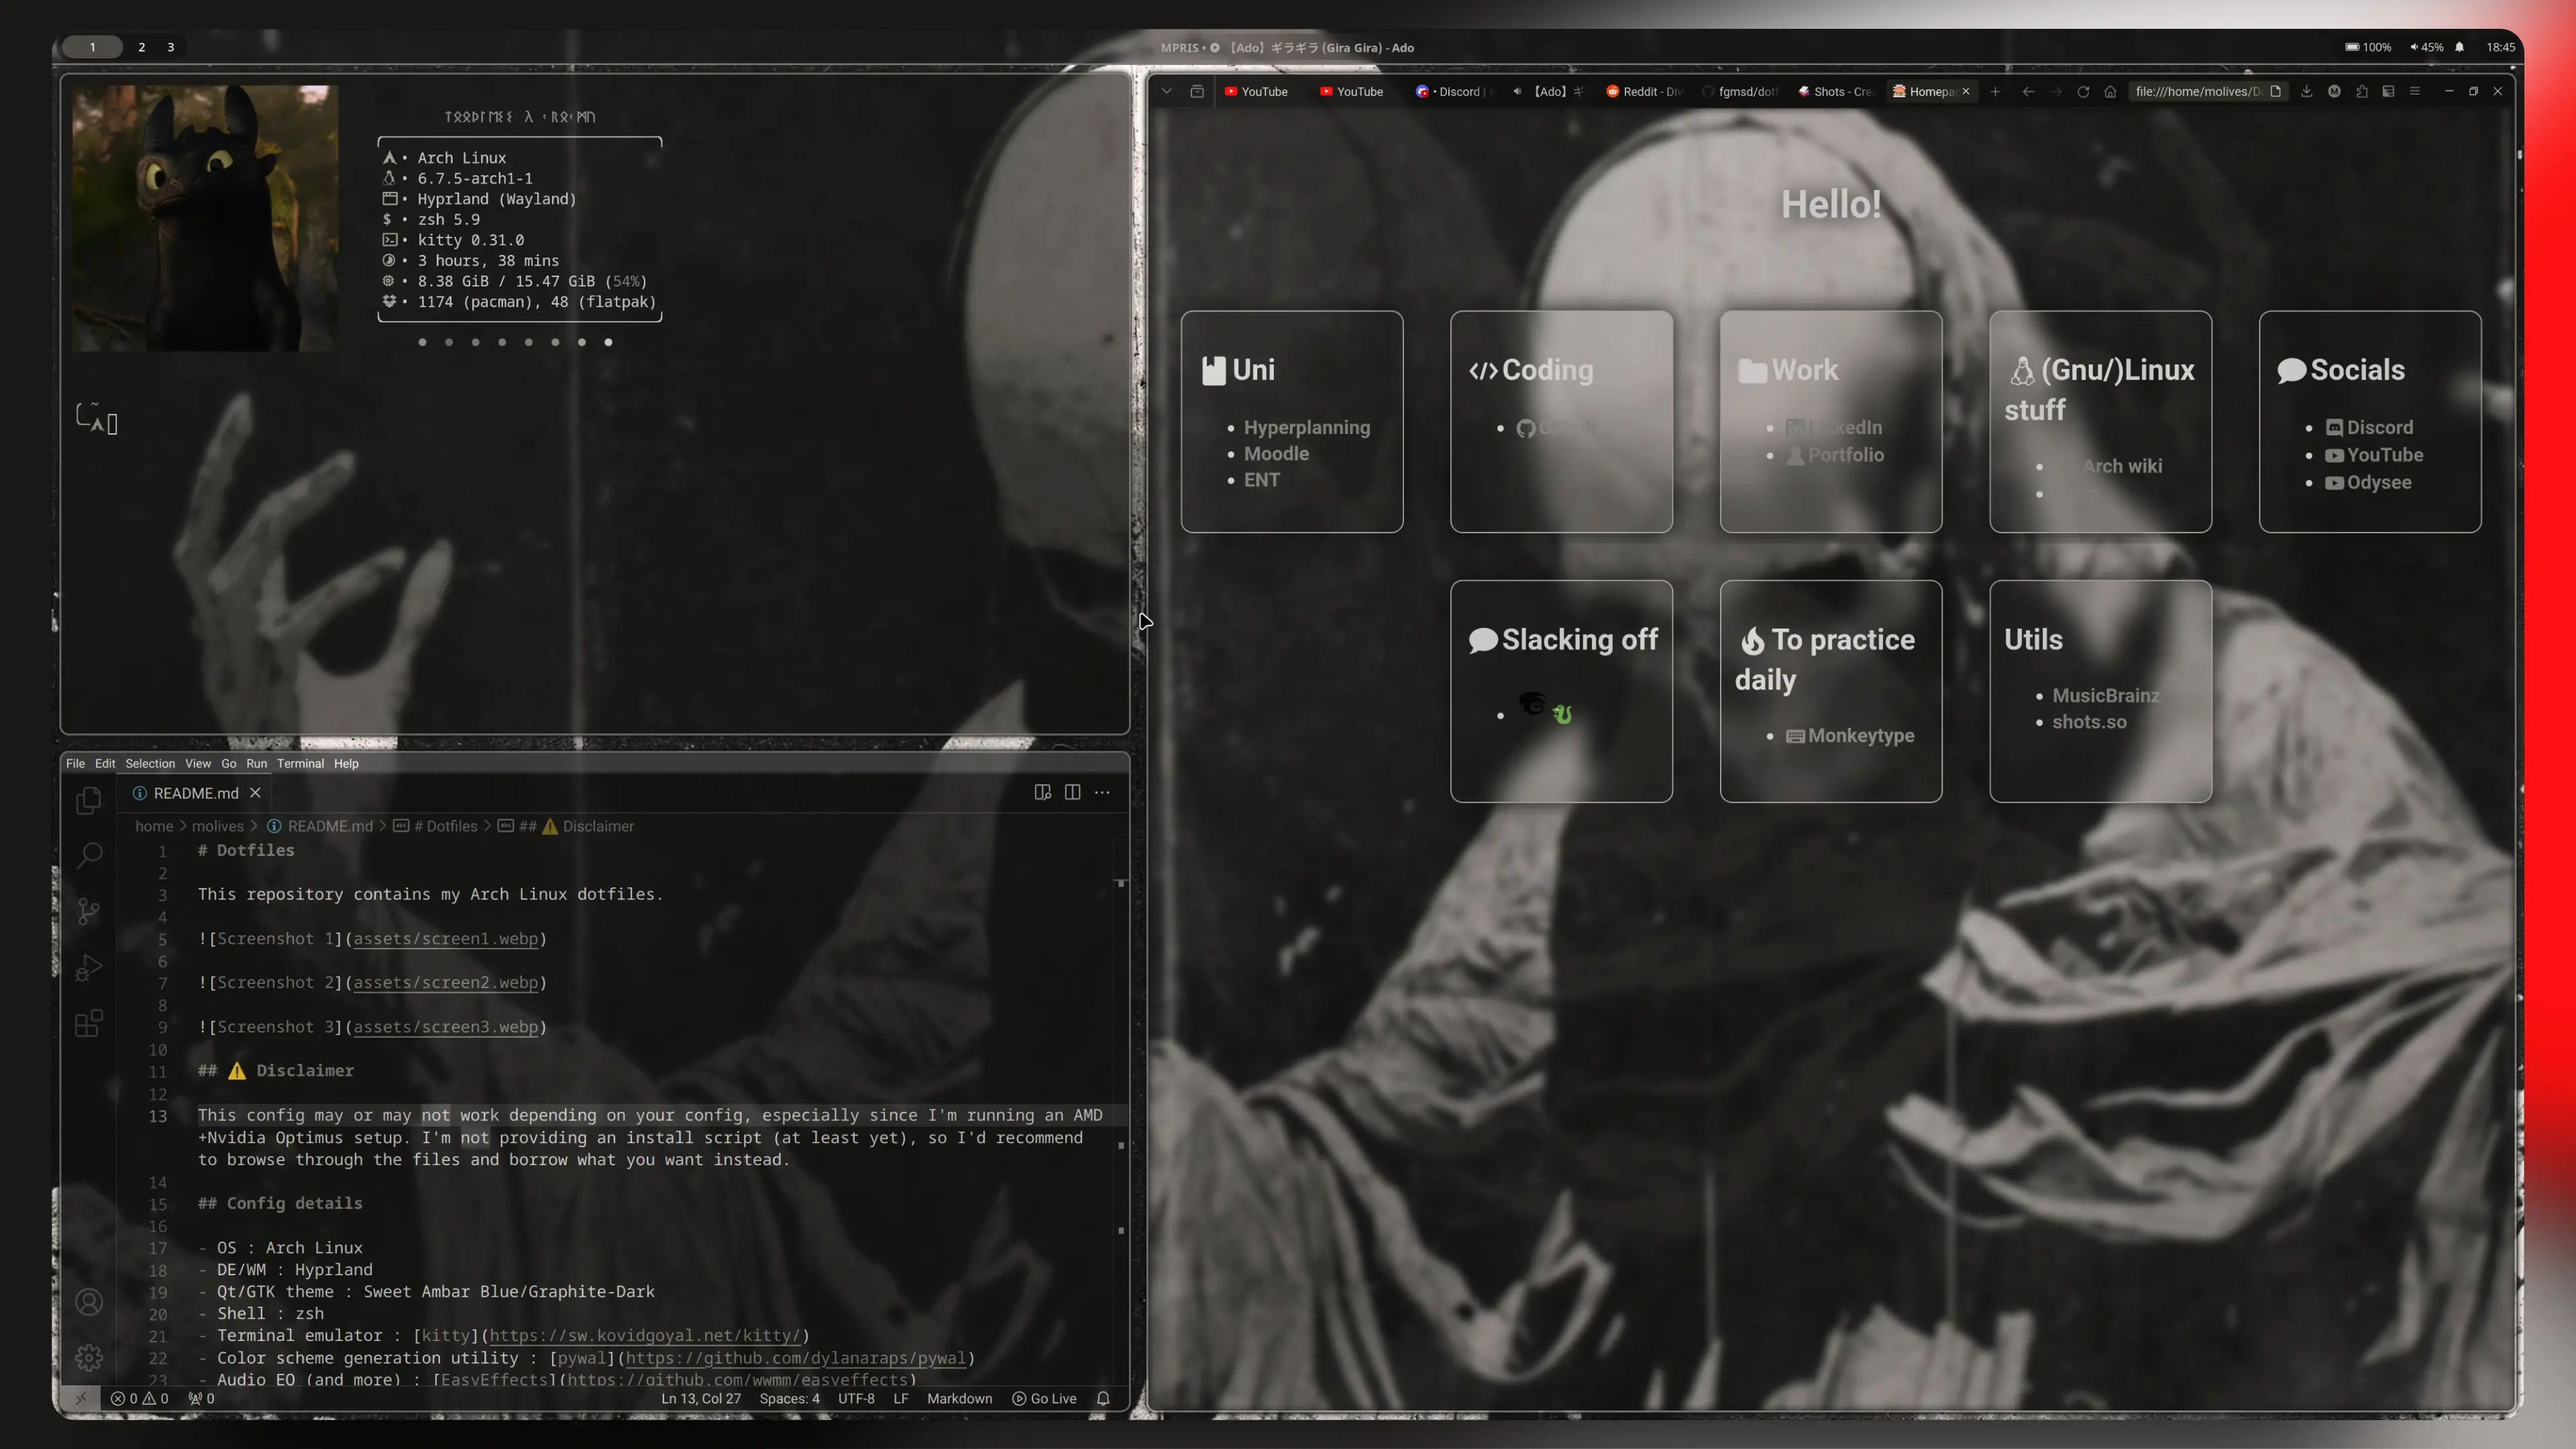 1 2 3
MPRIS • 【Ado】ギラギラ (Gira Gira) - Ado
100% 45% 18:45
• Arch Linux
• 6.7.5-arch1-1
• Hyprland (Wayland)
$ • zsh 5.9
• kitty 0.31.0
• 3 hours, 38 mins
• 8.38 GiB / 15.47 GiB (54%)
• 1174 (pacman), 48 (flatpak)
~
File Edit Selection View Go Run Terminal Help
README.md
home > molives > README.md > # Dotfiles > ## ⚠ Disclaimer
1 # Dotfiles
2
3 This repository contains my Arch Linux dotfiles.
4
5 ![Screenshot 1](assets/screen1.webp)
6
7 ![Screenshot 2](assets/screen2.webp)
8
9 ![Screenshot 3](assets/screen3.webp)
10
11 ## ⚠ Disclaimer
12
13 This config may or may not work depending on your config, especially since I'm running an AMD
+Nvidia Optimus setup. I'm not providing an install script (at least yet), so I'd recommend
to browse through the files and borrow what you want instead.
14
15 ## Config details
16
17 - OS : Arch Linux
18 - DE/WM : Hyprland
19 - Qt/GTK theme : Sweet Ambar Blue/Graphite-Dark
20 - Shell : zsh
21 - Terminal emulator : [kitty](https://sw.kovidgoyal.net/kitty/)
22 - Color scheme generation utility : [pywal](https://github.com/dylanaraps/pywal)
23 - Audio EQ (and more) : [EasyEffects](https://github.com/wwmm/easyeffects)
0 0 0 Ln 13, Col 27 Spaces: 4 UTF-8 LF Markdown Go Live
YouTube YouTube • Discord | 【Ado】ギ Reddit - Di fgmsd/dot Shots - Cre Homepa file:///home/molives/D
Hello!
Uni
Hyperplanning
Moodle
ENT
</> Coding
Github
Work
LinkedIn
Portfolio
(Gnu/)Linux
stuff
Arch wiki
Socials
Discord
YouTube
Odysee
Slacking off
To practice
daily
Monkeytype
Utils
MusicBrainz
shots.so